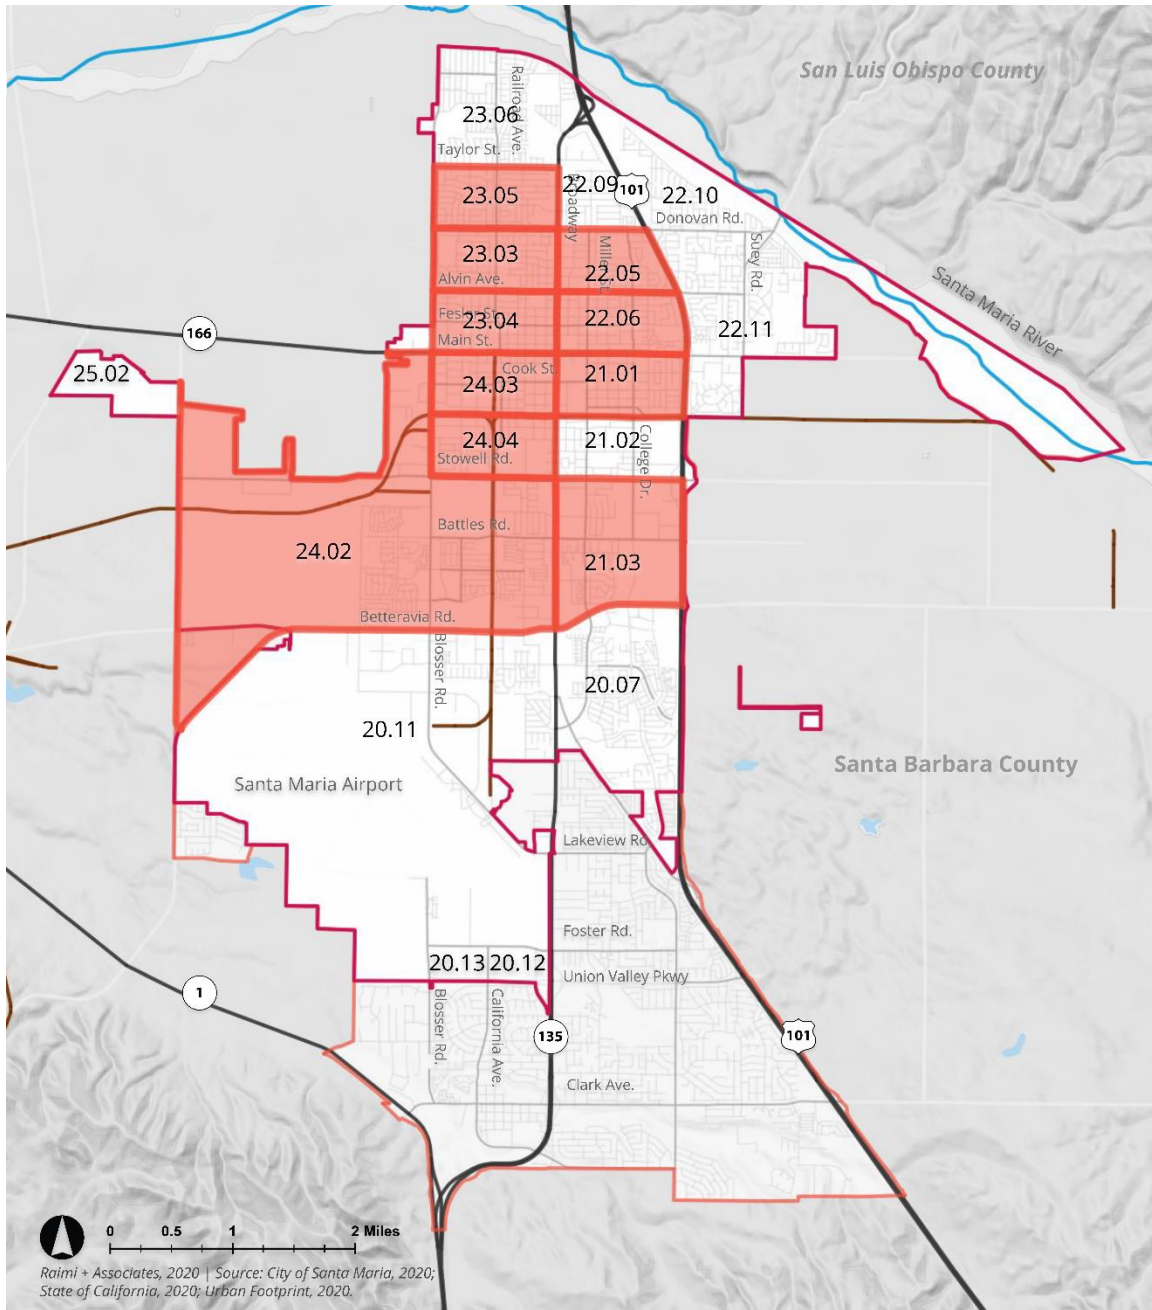 San Luis Obispo County
Railroad Ave.
23.06
Taylor St.
23.05
22.09
101
22.10
Broadway
Donovan Rd.
23.03
Miller St.
22.05
Suey Rd.
Alvin Ave.
Santa Maria River
Fesler St.
23.04
22.06
22.11
166
Main St.
25.02
Cook St.
24.03
21.01
24.04
21.02
College Dr.
Stowell Rd.
Battles Rd.
24.02
21.03
Betteravia Rd.
Blosser Rd.
20.07
20.11
Santa Maria Airport
Santa Barbara County
Lakeview Rd
Foster Rd.
20.13
20.12
Union Valley Pkwy
1
Blosser Rd.
California Ave.
135
101
Clark Ave.
0 0.5 1 2 Miles
Raimi + Associates, 2020 | Source: City of Santa Maria, 2020;
State of California, 2020; Urban Footprint, 2020.